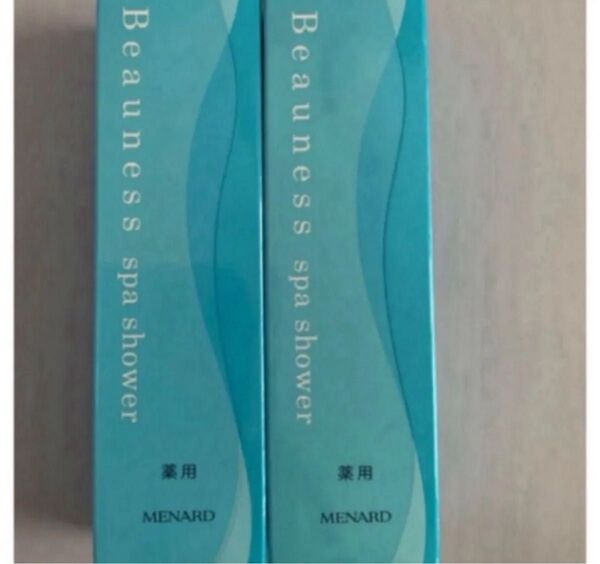 Beauness spa shower
薬用
MENARD
Beauness spa shower
薬用
MENARD